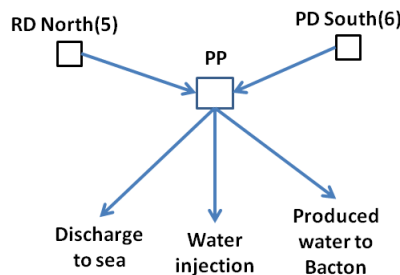 RD North(5)
PD South(6)
PP
Discharge
to sea
Water
injection
Produced
water to
Bacton